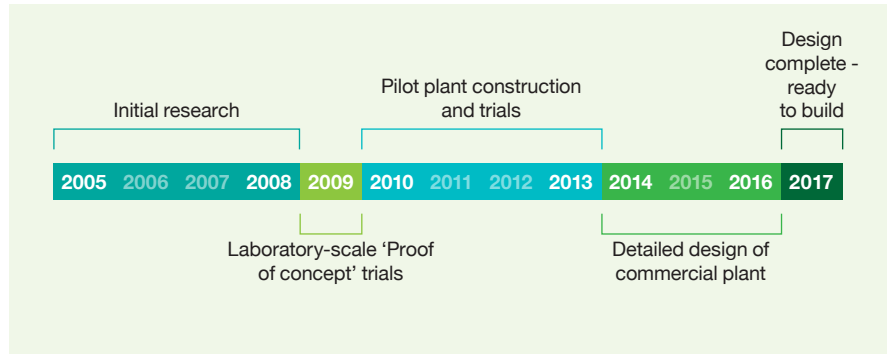 Design
complete -
ready
to build
Pilot plant construction
and trials
Initial research
2005 2006 2007 2008 2009 2010 2011 2012 2013 2014 2015 2016 2017
Laboratory-scale ‘Proof
of concept’ trials
Detailed design of
commercial plant